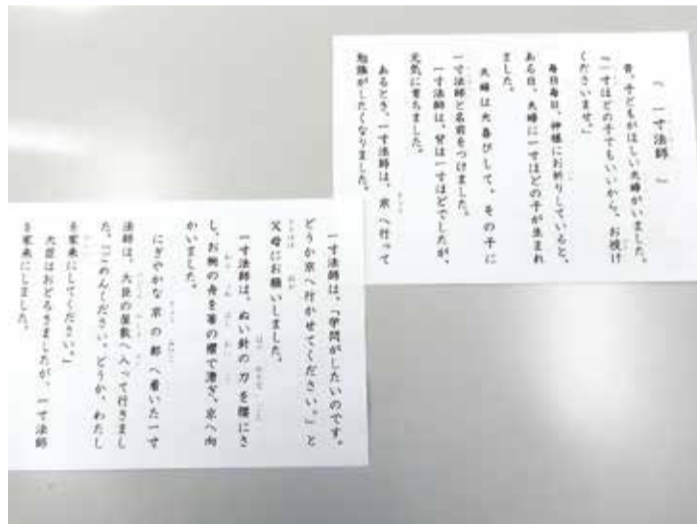 〜 一寸法師 〜
昔、子どもがほしい夫婦がいました。
「一寸ほどの子でもいいから、お授け
くださいませ。」
毎日毎日、神様にお祈りしていると、
ある日、夫婦に一寸ほどの子が生まれ
ました。
夫婦は大喜びして、その子に
一寸法師と名前をつけました。
一寸法師は、背は一寸ほどでしたが、
元気に育ちました。
あるとき、一寸法師は、京へ行って
勉強がしたくなりました。
一寸法師は、「学問がしたいのです。
どうか京へ行かせてください。」と
父母にお願いしました。
一寸法師は、ぬい針の刀を腰にさ
し、お椀の舟を箸の櫂で漕ぎ、京へ向
かいました。
にぎやかな京の都へ着いた一寸
法師は、大臣の屋敷へ入って行きまし
た。「ごめんください。どうか、わたし
を家来にしてください。」
大臣はおどろきましたが、一寸法師
を家来にしました。